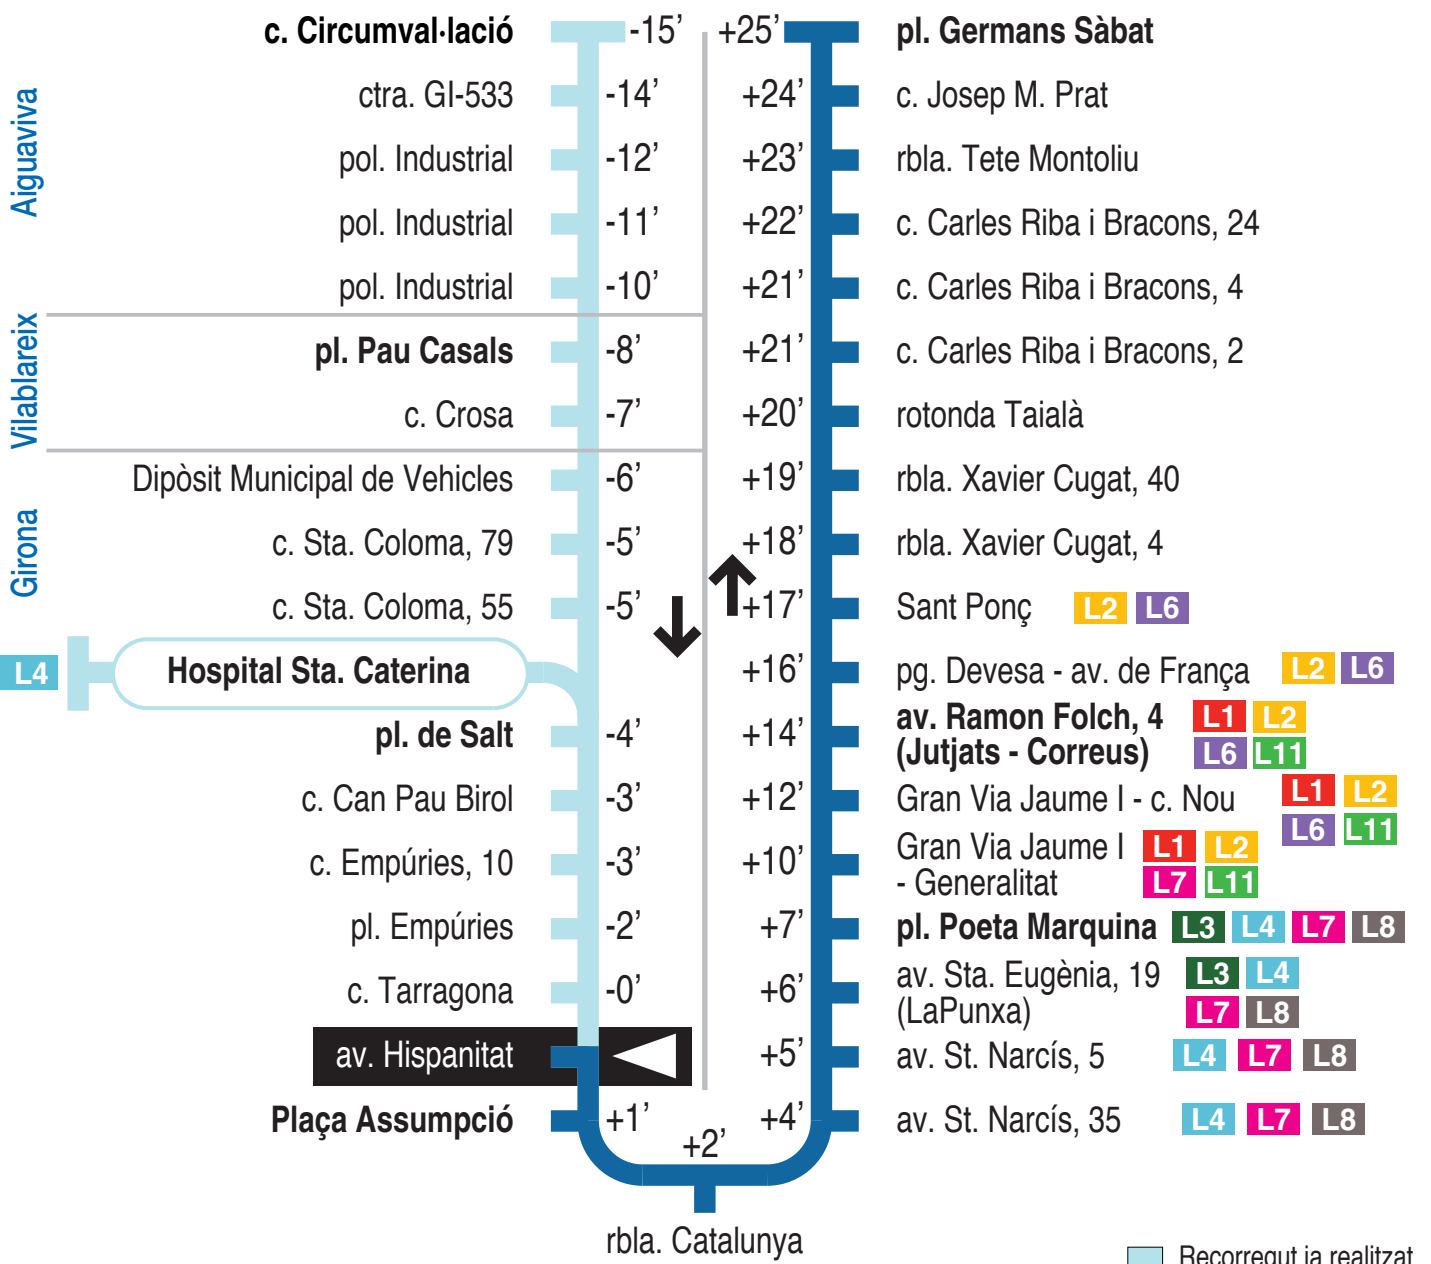 Aiguaviva
c. Circumval·lació -15’
ctra. GI-533 -14’
pol. Industrial -12’
pol. Industrial -11’
pol. Industrial -10’
Vilablareix
pl. Pau Casals -8’
c. Crosa -7’
Girona
Dipòsit Municipal de Vehicles -6’
c. Sta. Coloma, 79 -5’
c. Sta. Coloma, 55 -5’
L4 Hospital Sta. Caterina
pl. de Salt -4’
c. Can Pau Birol -3’
c. Empúries, 10 -3’
pl. Empúries -2’
c. Tarragona -0’
av. Hispanitat
Plaça Assumpció +1’
+2’
rbla. Catalunya
+25’ pl. Germans Sàbat
+24’ c. Josep M. Prat
+23’ rbla. Tete Montoliu
+22’ c. Carles Riba i Bracons, 24
+21’ c. Carles Riba i Bracons, 4
+21’ c. Carles Riba i Bracons, 2
+20’ rotonda Taialà
+19’ rbla. Xavier Cugat, 40
+18’ rbla. Xavier Cugat, 4
+17’ Sant Ponç L2 L6
+16’ pg. Devesa - av. de França L2 L6
+14’ av. Ramon Folch, 4 L1 L2
(Jutjats - Correus) L6 L11
+12’ Gran Via Jaume I - c. Nou L1 L2
L6 L11
+10’ Gran Via Jaume I L1 L2
- Generalitat L7 L11
+7’ pl. Poeta Marquina L3 L4 L7 L8
+6’ av. Sta. Eugènia, 19 L3 L4
(LaPunxa) L7 L8
+5’ av. St. Narcís, 5 L4 L7 L8
+4’ av. St. Narcís, 35 L4 L7 L8
Recorregut ja realitzat